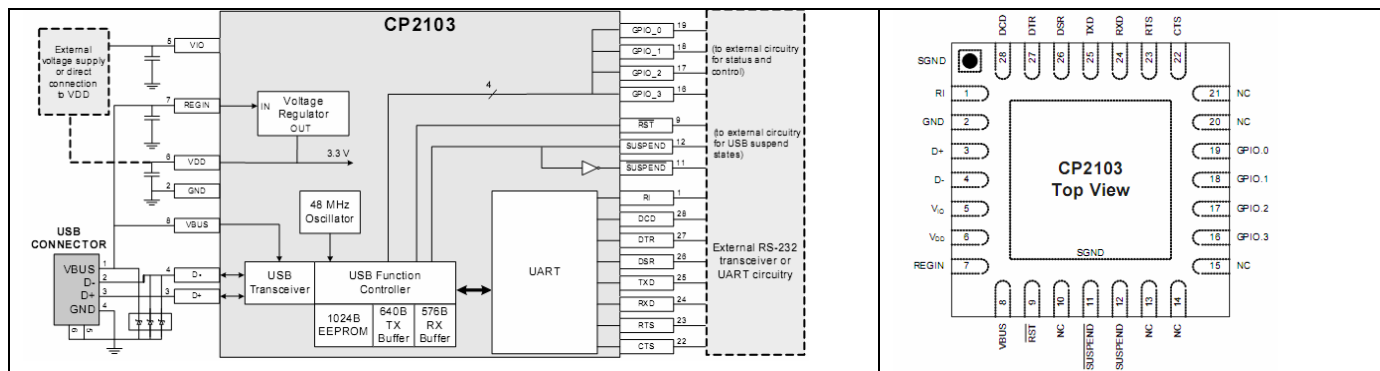 CP2103
External
voltage supply
or direct
connection
to VDD
5
VIO
7
REGIN
IN
Voltage
Regulator
OUT
6
VDD
3.3 V
2
GND
8
VBUS
48 MHz
Oscillator
USB
CONNECTOR
VBUS
D-
D+
GND
1
2
3
4
6
5
4
D+
3
D+
USB
Transceiver
USB Function
Controller
1024B
EEPROM
640B
TX
Buffer
576B
RX
Buffer
UART
4
GPIO_0
19
GPIO_1
18
GPIO_2
17
GPIO_3
16
(to external circuitry
for status and
control)
RST
9
SUSPEND
12
SUSPEND
11
(to external circuitry
for USB suspend
states)
RI
1
DCD
28
DTR
27
DSR
26
TXD
25
RXD
24
RTS
23
CTS
22
External RS-232
transceiver or
UART circuitry
DCD
DTR
DSR
TXD
RXD
RTS
CTS
28
27
26
25
24
23
22
SGND
RI
1
GND
2
D+
3
D-
4
VIO
5
VDD
6
REGIN
7
CP2103
Top View
SGND
21
NC
20
NC
19
GPIO.0
18
GPIO.1
17
GPIO.2
16
GPIO.3
15
NC
8
9
10
11
12
13
14
VBUS
RST
NC
SUSPEND
SUSPEND
NC
NC